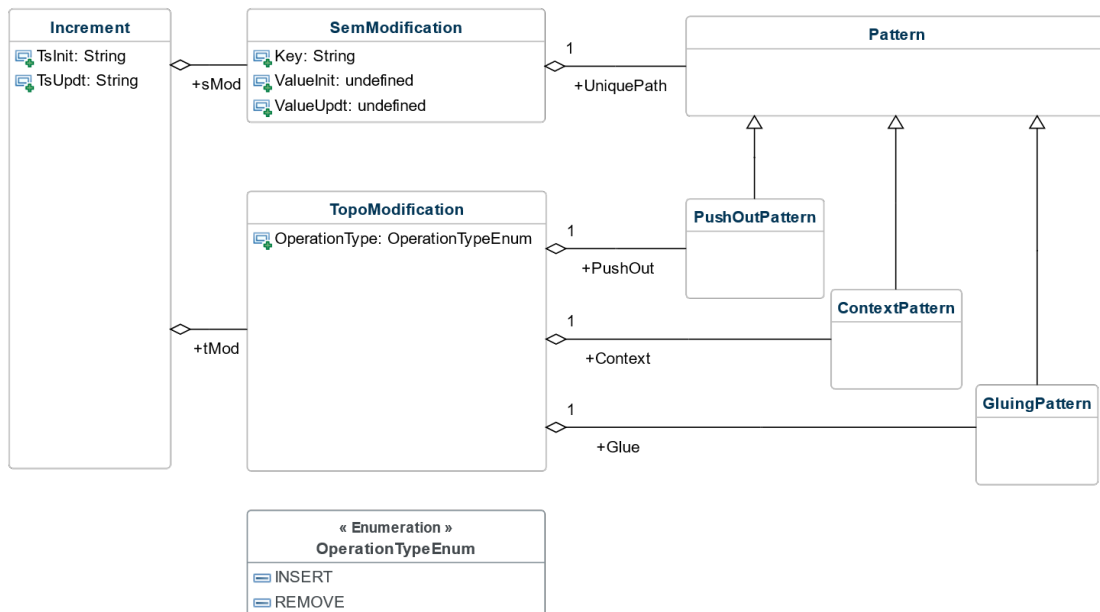 Increment
TsInit: String
TsUpdt: String
+sMod
SemModification
Key: String
ValueInit: undefined
ValueUpdt: undefined
1
+UniquePath
Pattern
TopoModification
OperationType: OperationTypeEnum
+tMod
1
+PushOut
PushOutPattern
1
+Context
ContextPattern
1
+Glue
GluingPattern
« Enumeration »
OperationTypeEnum
INSERT
REMOVE